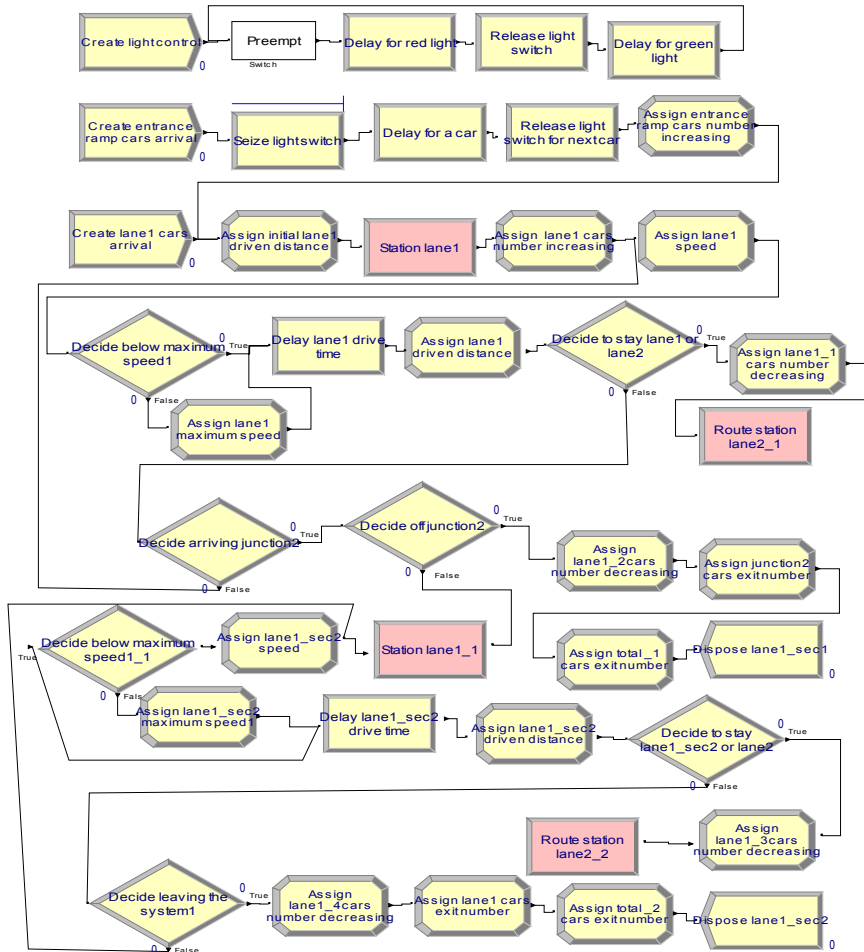 Create light control
0
Preempt
Switch
Delay for red light
Release light
switch
Delay for green
light
Create entrance
ramp cars arrival
0
Seize light switch
Delay for a car
Release light
switch for next car
Assign entrance
ramp cars number
increasing
Create lane1 cars
arrival
0
Assign initial lane1
driven distance
Station lane1
Assign lane1 cars
number increasing
Assign lane1
speed
Decide below maximum
speed1
0
True
0
False
Assign lane1
maximum speed
Delay lane1 drive
time
Assign lane1
driven distance
Decide to stay lane1 or
lane2
0
True
0
False
Assign lane1_1
cars number
decreasing
Route station
lane2_1
Decide arriving junction2
0
True
0
False
Decide off junction2
0
True
0
False
Assign
lane1_2cars
number decreasing
Assign junction2
cars exit number
Decide below maximum
speed1_1
True
0
Fals
Assign lane1_sec2
speed
Station lane1_1
Assign total_1
cars exit number
Dispose lane1_sec1
0
Assign lane1_sec2
maximum speed1
Delay lane1_sec2
drive time
Assign lane1_sec2
driven distance
Decide to stay
lane1_sec2 or lane2
0
True
0
False
Route station
lane2_2
Assign
lane1_3cars
number decreasing
Decide leaving the
system1
0
True
0
False
Assign
lane1_4cars
number decreasing
Assign lane1 cars
exit number
Assign total_2
cars exit number
Dispose lane1_sec2
0